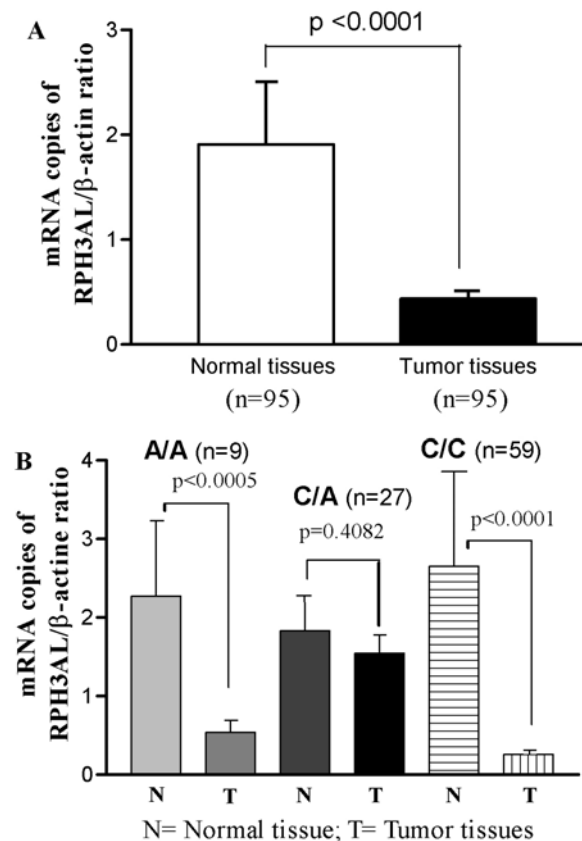 A
p <0.0001
mRNA copies of
RPH3AL/β-actin ratio
3
2
1
0
Normal tissues
Tumor tissues
(n=95)
(n=95)
B
A/A (n=9)
C/A (n=27)
C/C (n=59)
p<0.0005
p=0.4082
p<0.0001
mRNA copies of
RPH3AL/β-actine ratio
4
3
2
1
0
N
T
N
T
N
T
N= Normal tissue; T= Tumor tissues